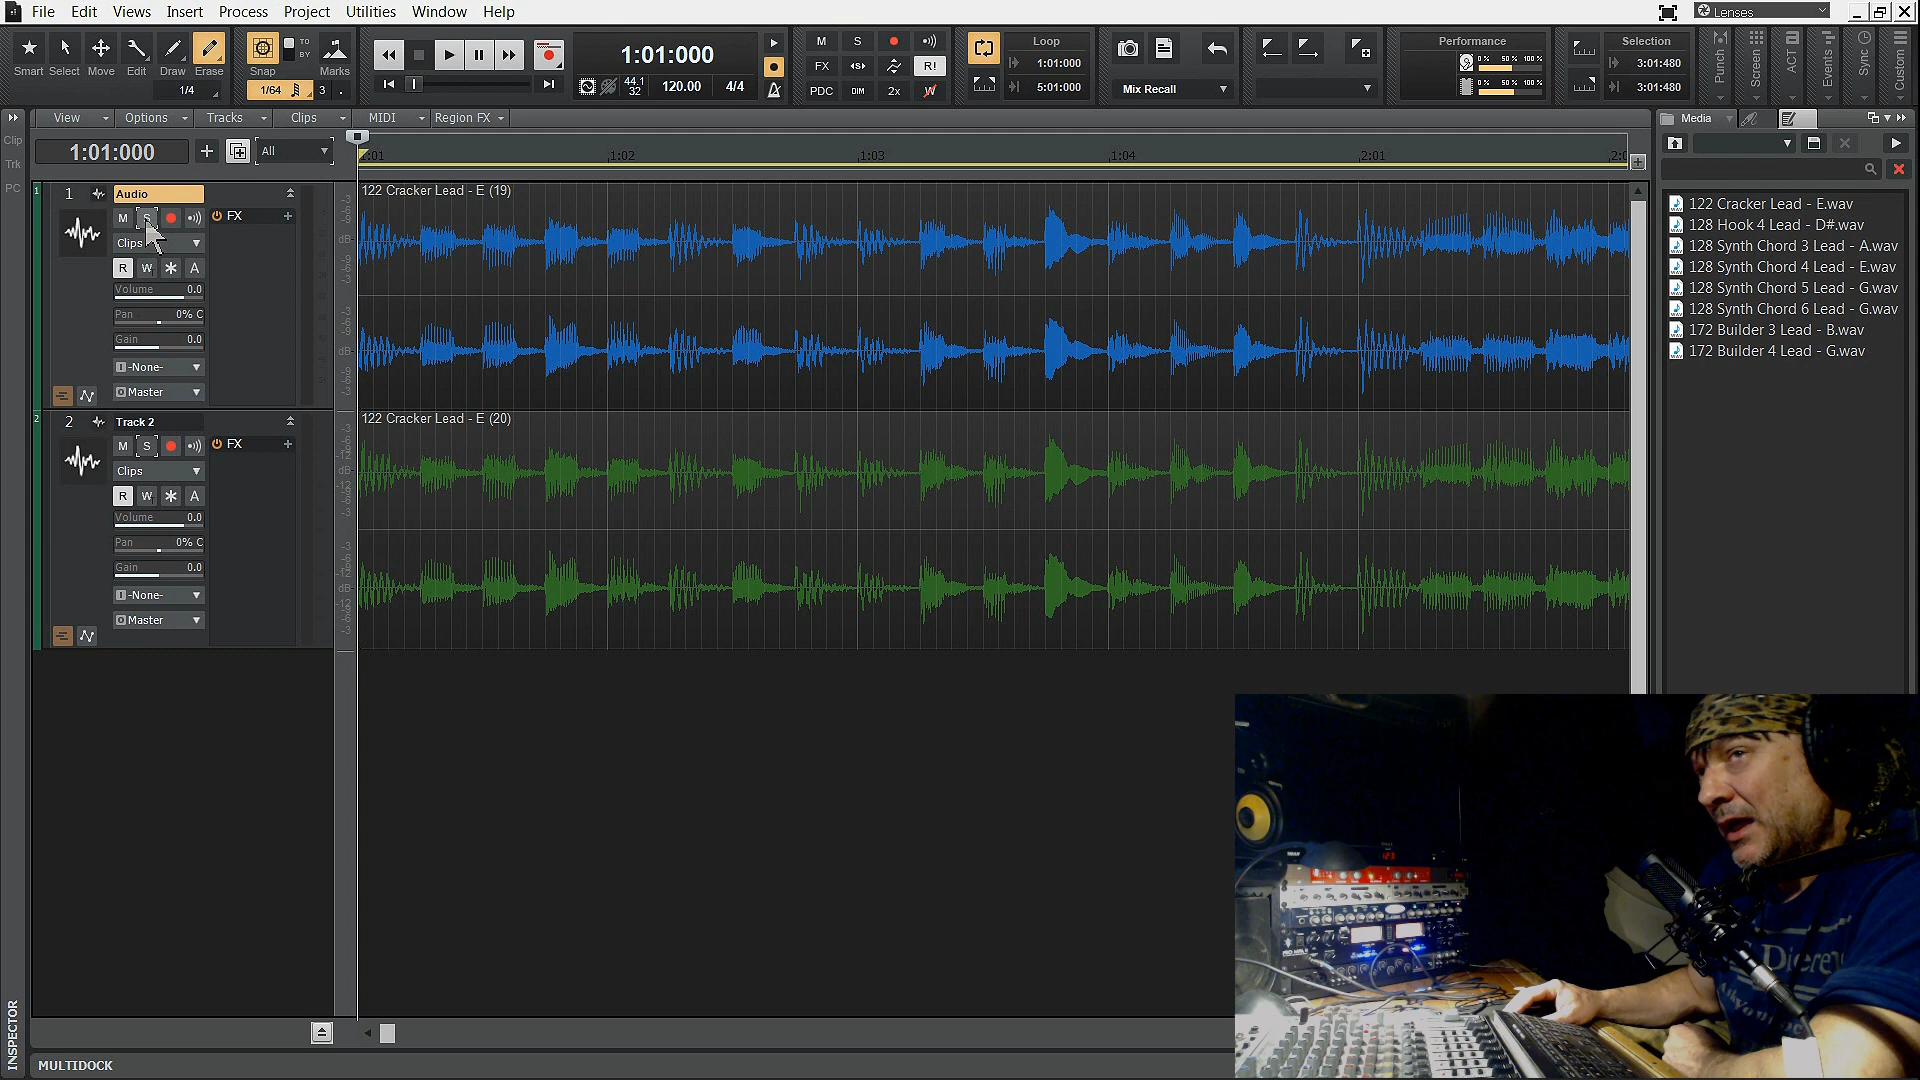 File Edit Views Insert Process Project Utilities Window Help
Lenses
Smart Select Move Edit Draw Erase Snap Marks
TO
BY
1/4
1/64
3
1:01:000
44.1
32
120.00
4/4
M S
FX R!
PDC DIM 2x W
Loop
1:01:000
5:01:000
Mix Recall
Performance
0 % 50 % 100 %
0 % 50 % 100 %
Selection
3:01:480
3:01:480
Punch
Screen
ACT
Events
Sync
Custom
View Options Tracks Clips MIDI Region FX
Media
Clip
Trk
PC
1:01:000
All
1:02 1:03 1:04 2:01
1 Audio
M S FX
Clips
R W A
Volume 0.0
Pan 0% C
Gain 0.0
I -None-
O Master
122 Cracker Lead - E (19)
2 Track 2
M S FX
Clips
R W A
Volume 0.0
Pan 0% C
Gain 0.0
I -None-
O Master
122 Cracker Lead - E (20)
122 Cracker Lead - E.wav
128 Hook 4 Lead - D#.wav
128 Synth Chord 3 Lead - A.wav
128 Synth Chord 4 Lead - E.wav
128 Synth Chord 5 Lead - G.wav
128 Synth Chord 6 Lead - G.wav
172 Builder 3 Lead - B.wav
172 Builder 4 Lead - G.wav
INSPECTOR
MULTIDOCK